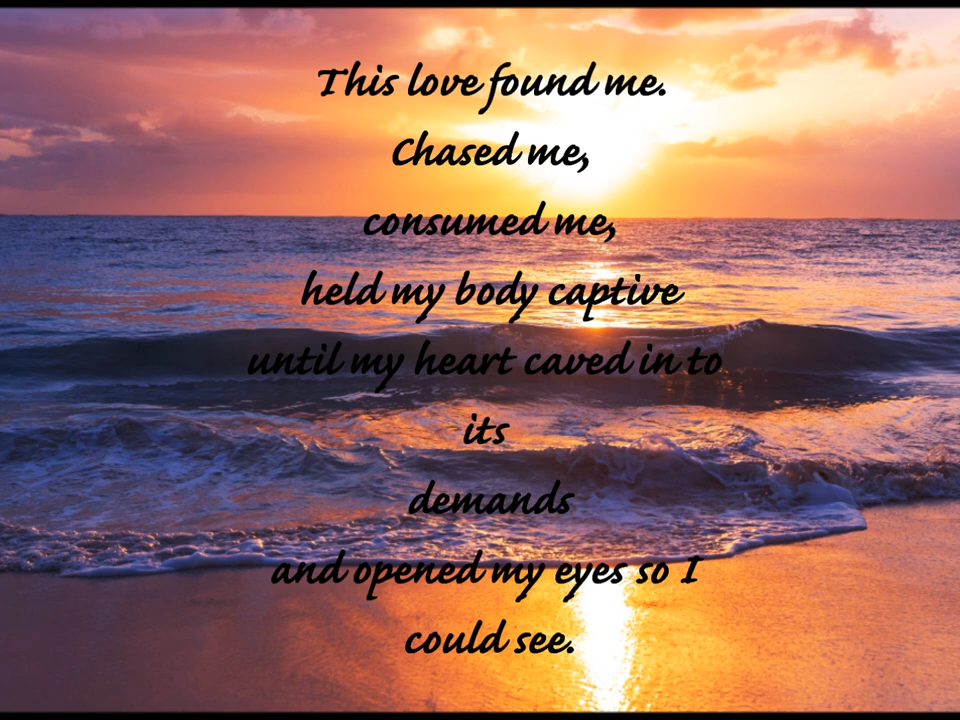 This love found me.
Chased me,
consumed me,
held my body captive
until my heart caved in to
its
demands
and opened my eyes so I
could see.